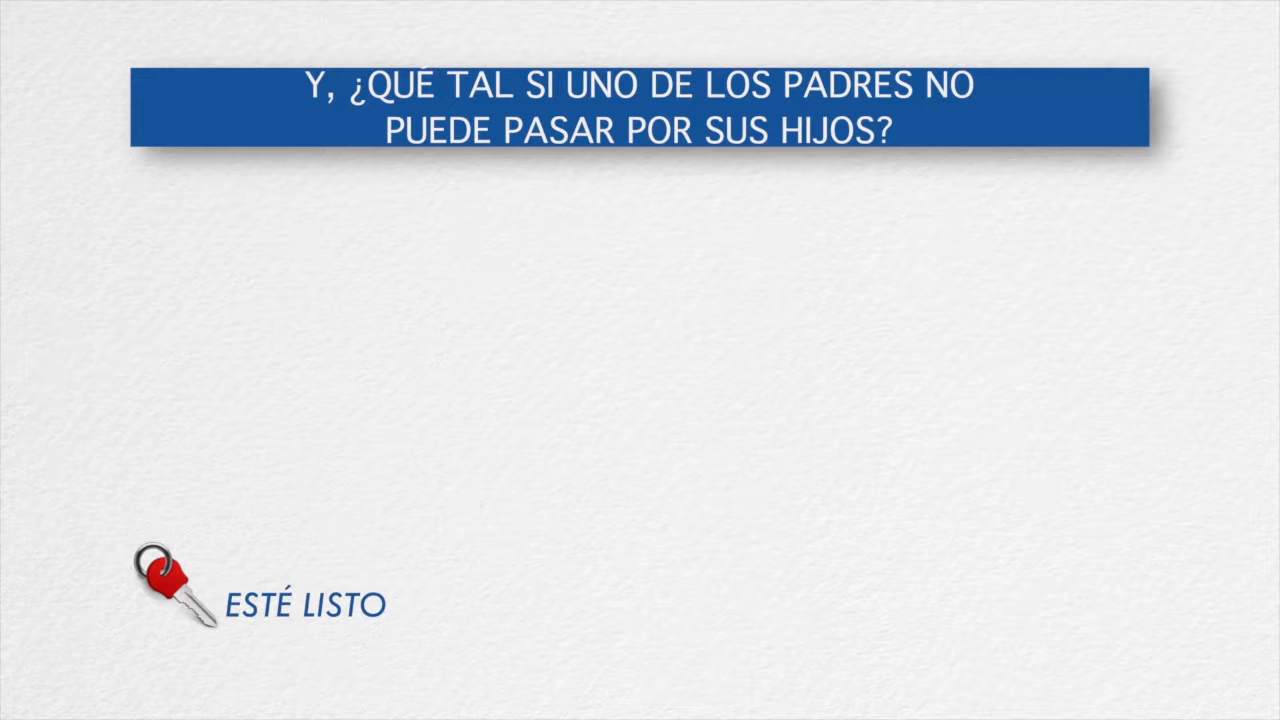 Y, ¿QUÉ TAL SI UNO DE LOS PADRES NO
PUEDE PASAR POR SUS HIJOS?
ESTÉ LISTO